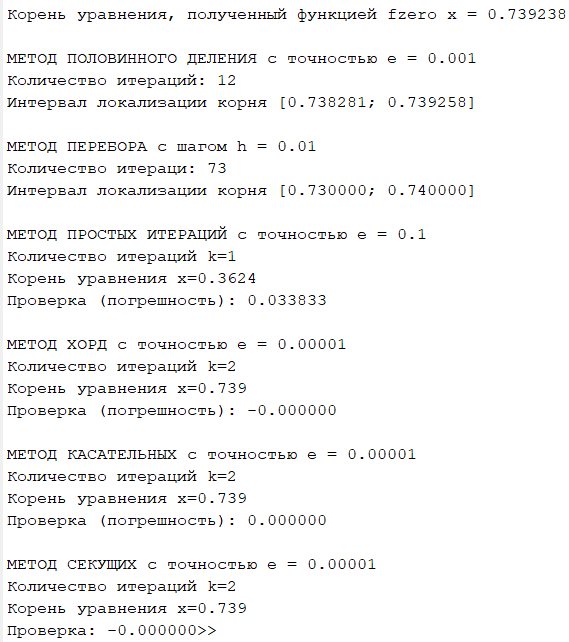 Корень уравнения, полученный функцией fzero x = 0.739238
МЕТОД ПОЛОВИННОГО ДЕЛЕНИЯ с точностью e = 0.001
Количество итераций: 12
Интервал локализации корня [0.738281; 0.739258]
МЕТОД ПЕРЕБОРА с шагом h = 0.01
Количество итераци: 73
Интервал локализации корня [0.730000; 0.740000]
МЕТОД ПРОСТЫХ ИТЕРАЦИЙ с точностью e = 0.1
Количество итераций k=1
Корень уравнения x=0.3624
Проверка (погрешность): 0.033833
МЕТОД ХОРД с точностью e = 0.00001
Количество итераций k=2
Корень уравнения x=0.739
Проверка (погрешность): -0.000000
МЕТОД КАСАТЕЛЬНЫХ с точностью e = 0.00001
Количество итераций k=2
Корень уравнения x=0.739
Проверка (погрешность): 0.000000
МЕТОД СЕКУЩИХ с точностью e = 0.00001
Количество итераций k=2
Корень уравнения x=0.739
Проверка: -0.000000>>